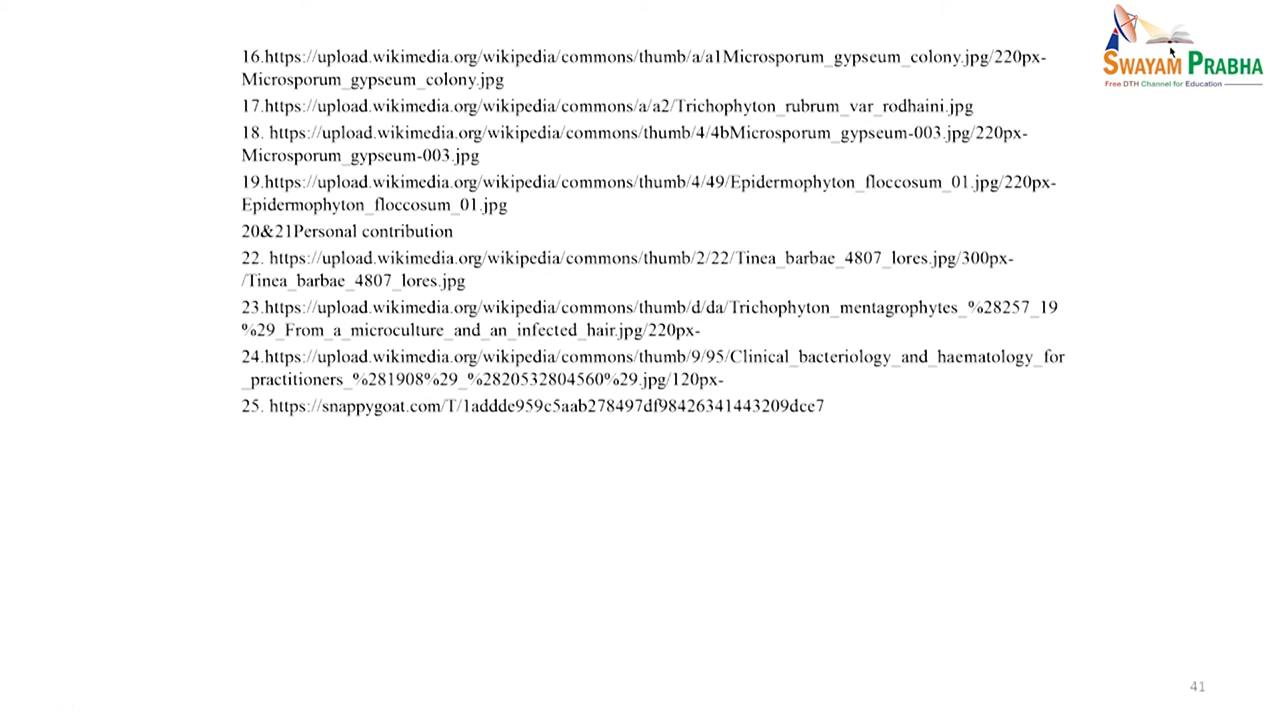 SWAYAM PRABHA
Free DTH Channel for Education
16.https://upload.wikimedia.org/wikipedia/commons/thumb/a/a1Microsporum_gypseum_colony.jpg/220px-
Microsporum_gypseum_colony.jpg
17.https://upload.wikimedia.org/wikipedia/commons/a/a2/Trichophyton_rubrum_var_rodhaini.jpg
18. https://upload.wikimedia.org/wikipedia/commons/thumb/4/4bMicrosporum_gypseum-003.jpg/220px-
Microsporum_gypseum-003.jpg
19.https://upload.wikimedia.org/wikipedia/commons/thumb/4/49/Epidermophyton_floccosum_01.jpg/220px-
Epidermophyton_floccosum_01.jpg
20&21Personal contribution
22. https://upload.wikimedia.org/wikipedia/commons/thumb/2/22/Tinea_barbae_4807_lores.jpg/300px-
/Tinea_barbae_4807_lores.jpg
23.https://upload.wikimedia.org/wikipedia/commons/thumb/d/da/Trichophyton_mentagrophytes_%28257_19
%29_From_a_microculture_and_an_infected_hair.jpg/220px-
24.https://upload.wikimedia.org/wikipedia/commons/thumb/9/95/Clinical_bacteriology_and_haematology_for
_practitioners_%281908%29_%2820532804560%29.jpg/120px-
25. https://snappygoat.com/T/1addde959c5aab278497df98426341443209dce7
41